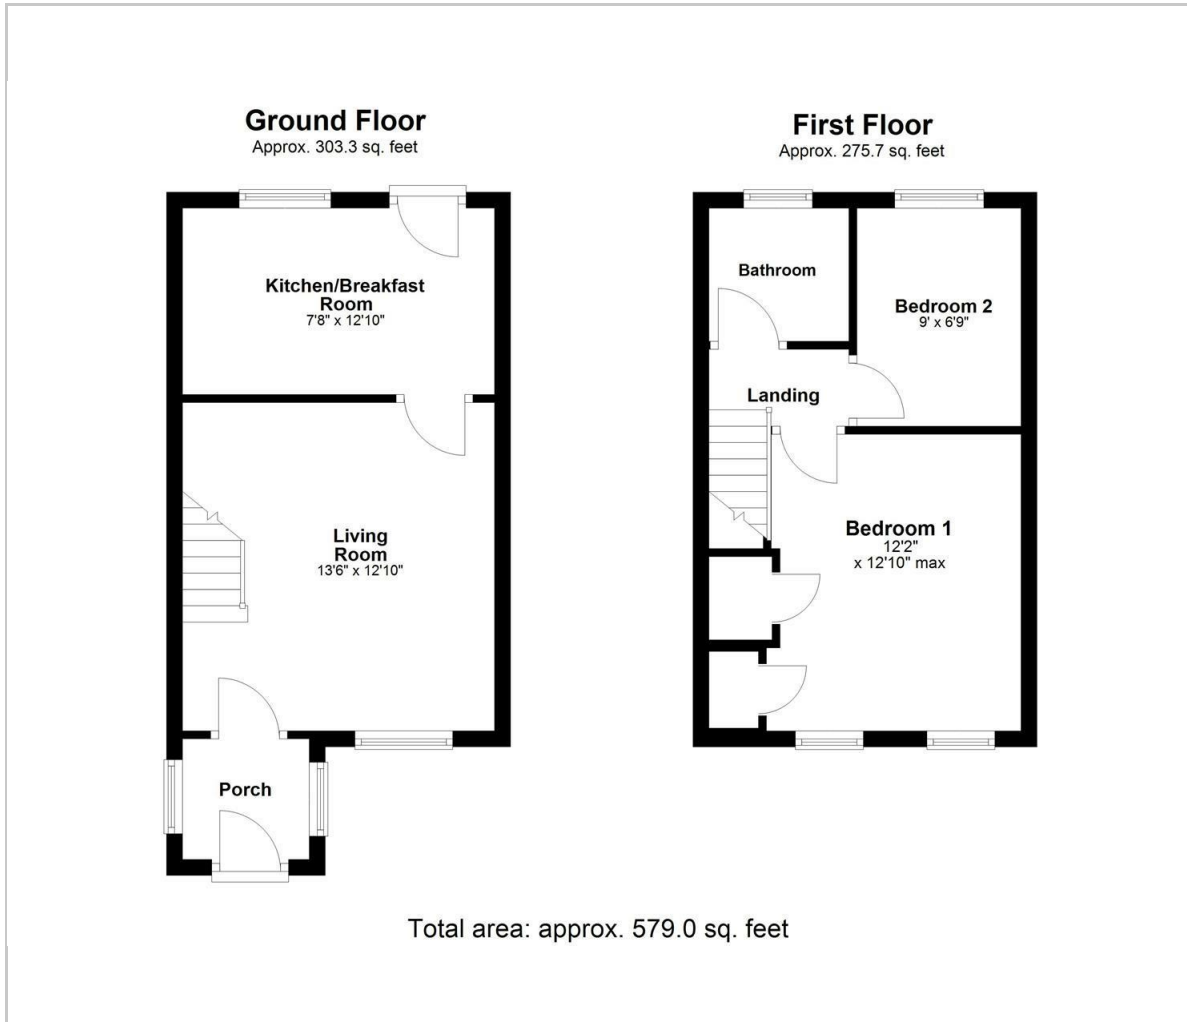 Ground Floor
Approx. 303.3 sq. feet
Kitchen/Breakfast
Room
7'8" x 12'10"
Living
Room
13'6" x 12'10"
Porch
First Floor
Approx. 275.7 sq. feet
Bathroom
Bedroom 2
9' x 6'9"
Landing
Bedroom 1
12'2"
x 12'10" max
Total area: approx. 579.0 sq. feet